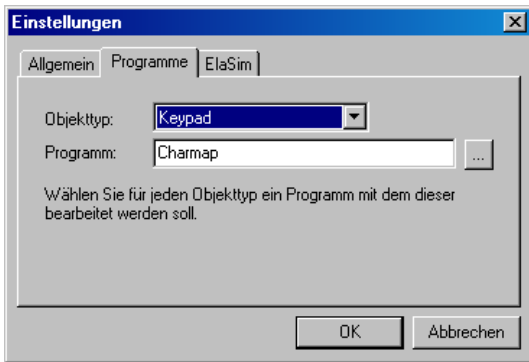 Einstellungen
Allgemein Programme ElaSim
Objekttyp: Keypad
Programm: Charmap ...
Wählen Sie für jeden Objekttyp ein Programm mit dem dieser
bearbeitet werden soll.
OK Abbrechen